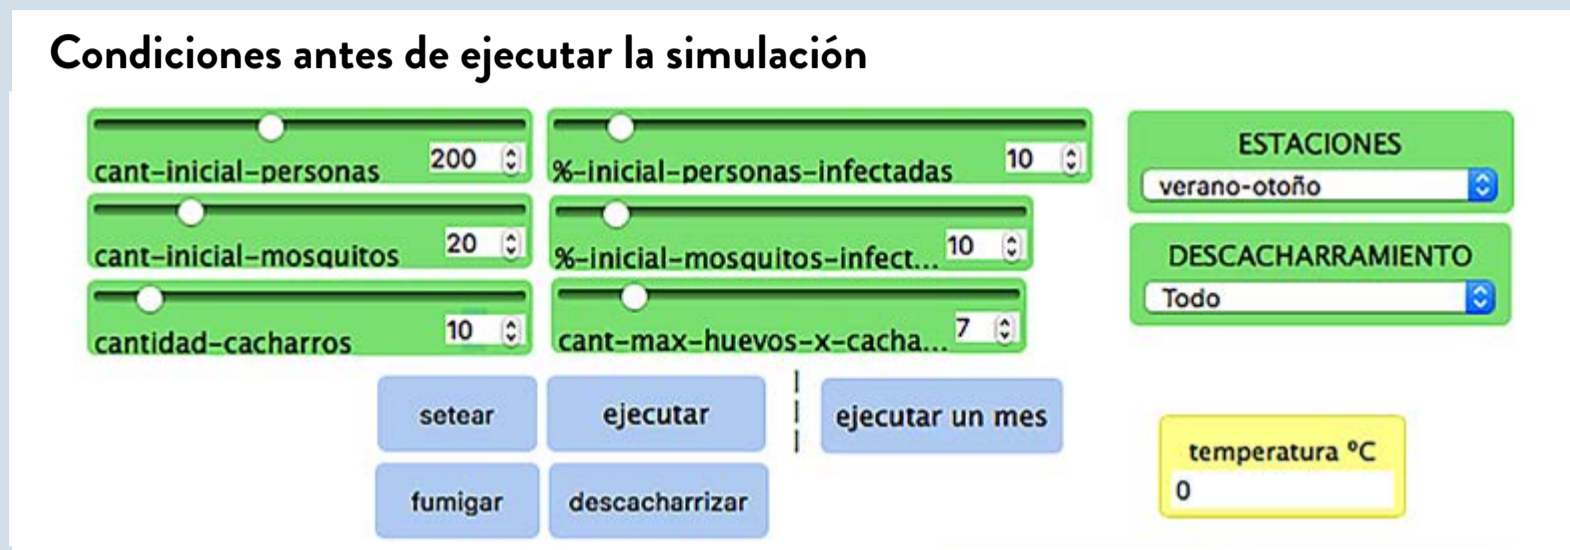 Condiciones antes de ejecutar la simulación
cant-inicial-personas 200
%-inicial-personas-infectadas 10
ESTACIONES
verano-otoño
cant-inicial-mosquitos 20
%-inicial-mosquitos-infect... 10
DESCACHARRAMIENTO
Todo
cantidad-cacharros 10
cant-max-huevos-x-cacha... 7
setear
ejecutar
ejecutar un mes
temperatura ºC
0
fumigar
descacharrizar